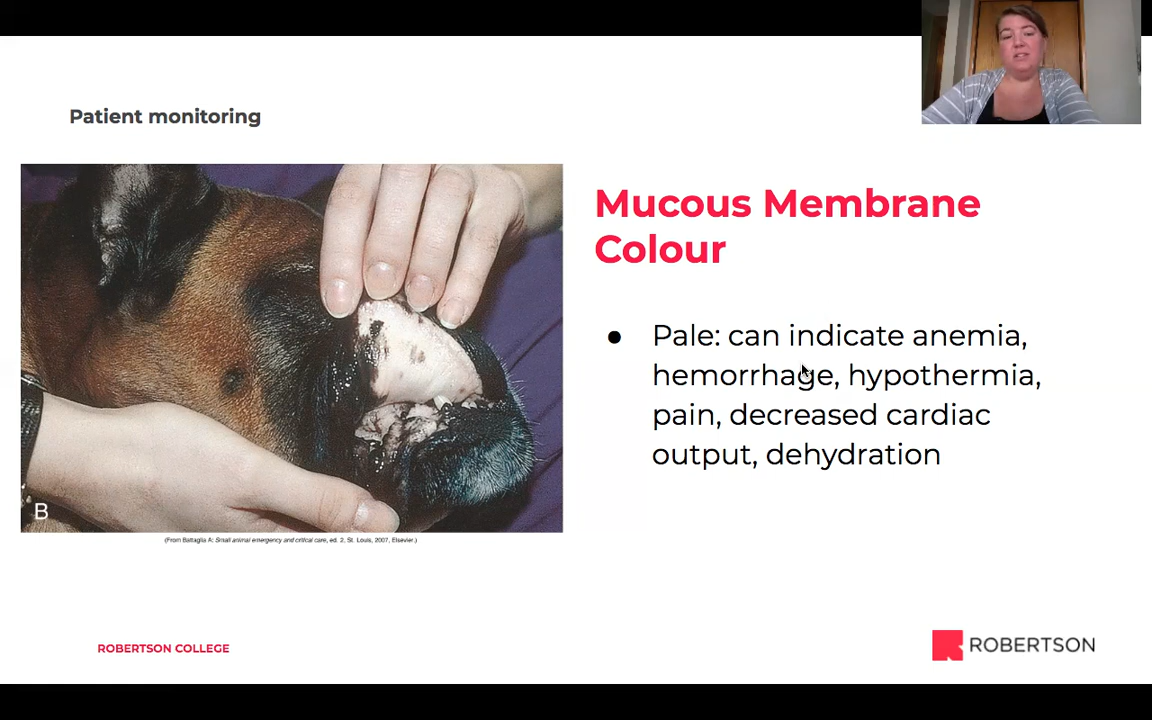 Patient monitoring
Mucous Membrane
Colour
● Pale: can indicate anemia,
hemorrhage, hypothermia,
pain, decreased cardiac
output, dehydration
B
(From Battaglia A: Small animal emergency and critical care, ed. 2, St. Louis, 2007, Elsevier.)
ROBERTSON COLLEGE
ROBERTSON